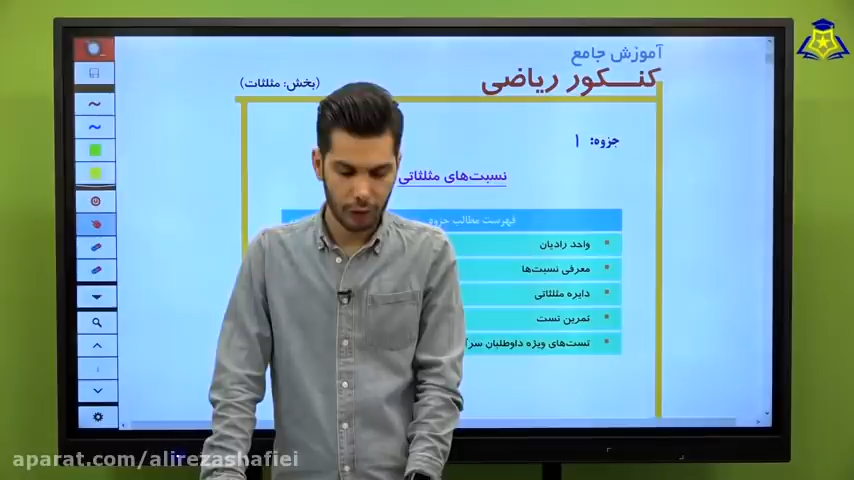 آموزش جامع
کنکور ریاضی
(بخش: مثلثات)
جزوه: ۱
نسبت‌های مثلثاتی
فهرست مطالب جزوه
واحد رادیان
معرفی نسبت‌ها
دایره مثلثاتی
تمرین تست
تست‌های ویژه داوطلبان
aparat.com/alirezashafiei